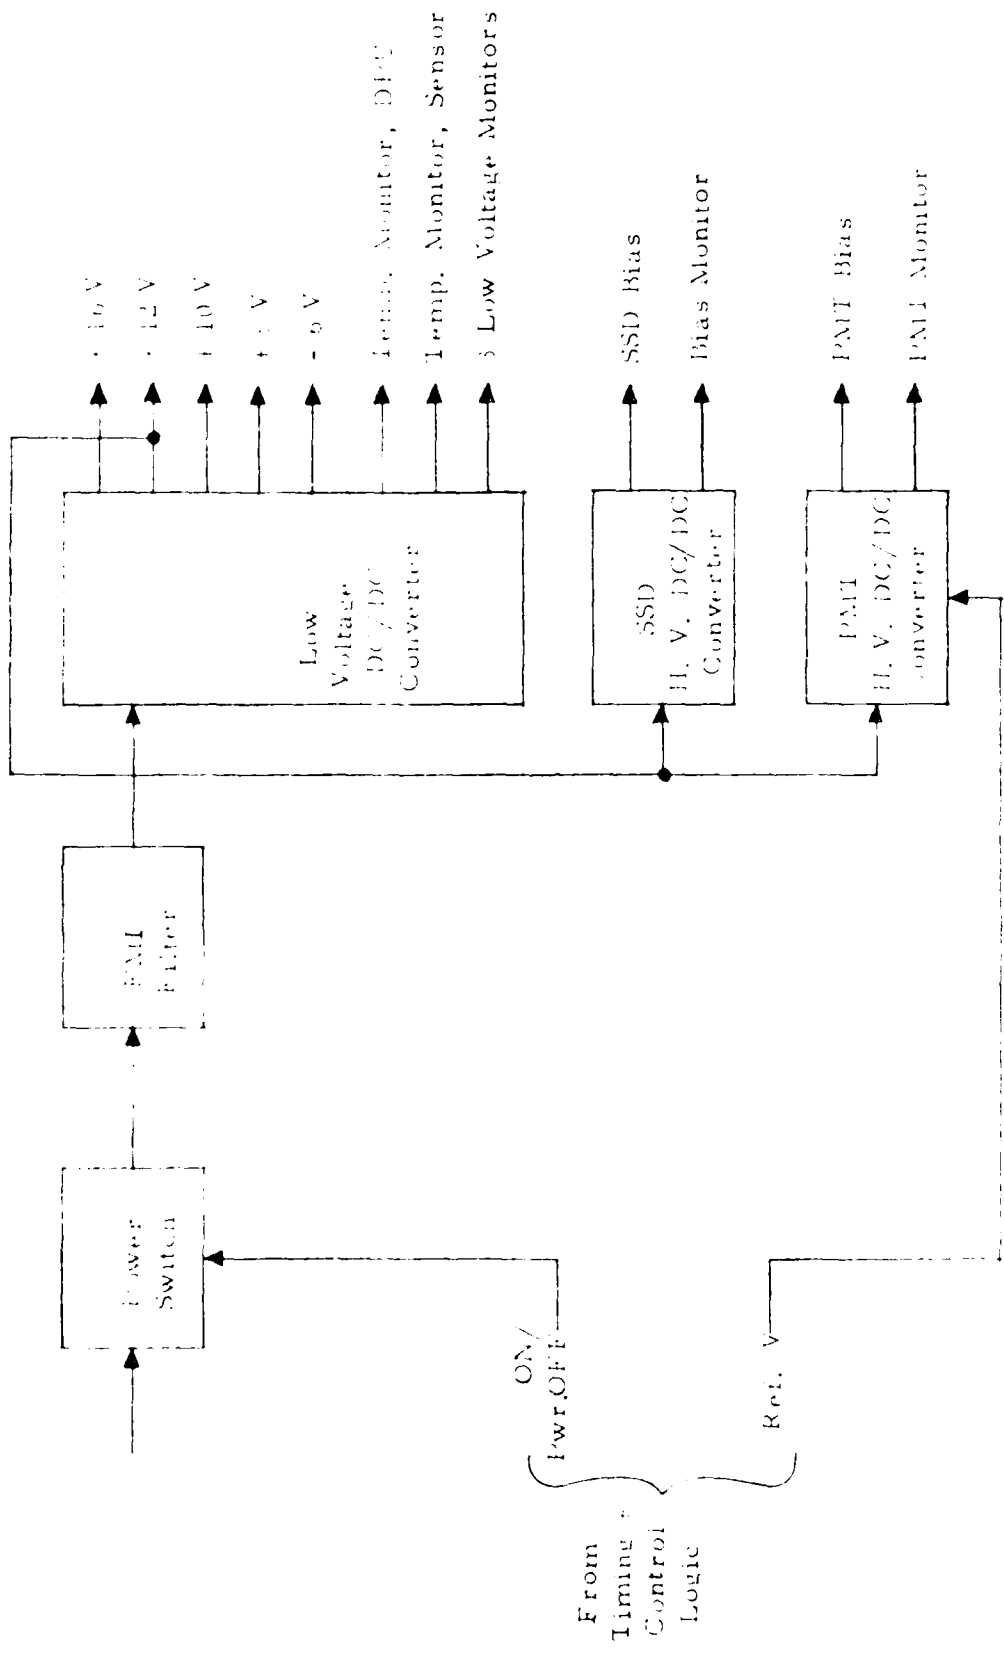 Power
Switch
EMI
Filter
Low
Voltage
DC/DC
Converter
12 V
+ 10 V
V
V
Temp. Monitor,
Temp. Monitor, Sensor
Low Voltage Monitors
SSD
H. V. DC/DC
Converter
SSD Bias
Bias Monitor
PMT
H. V. DC/DC
Converter
PMT Bias
PMT Monitor
From
Timing +
Control
Logic
ON/
Pwr.OFF
Ref. V